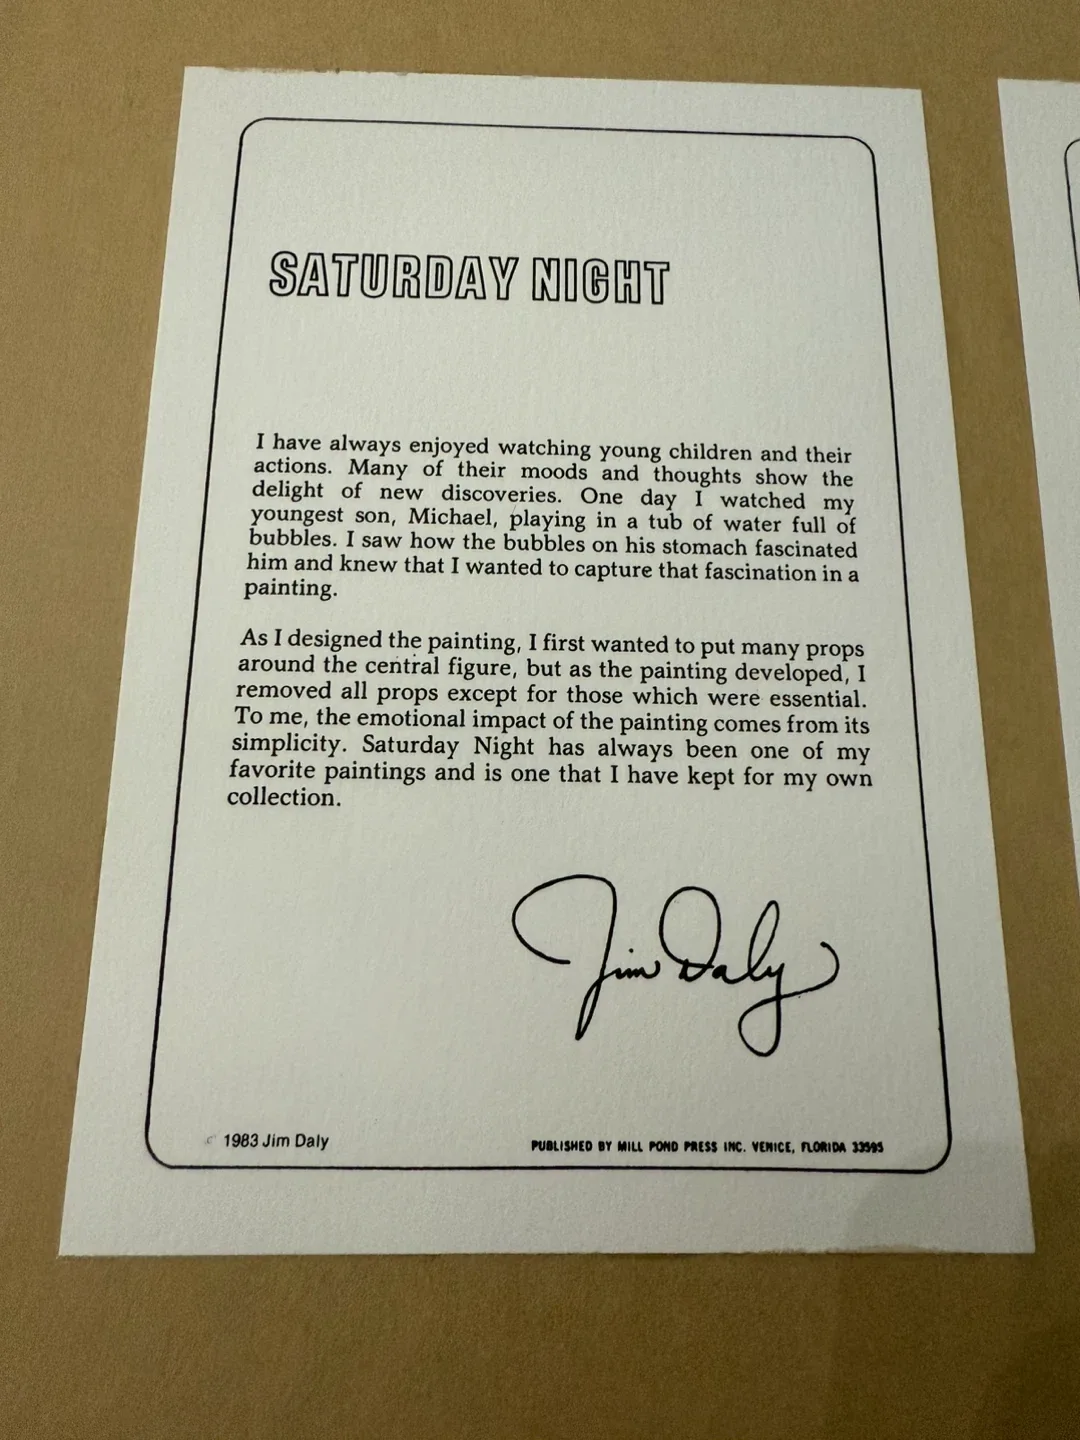 SATURDAY NIGHT
I have always enjoyed watching young children and their
actions. Many of their moods and thoughts show the
delight of new discoveries. One day I watched my
youngest son, Michael, playing in a tub of water full of
bubbles. I saw how the bubbles on his stomach fascinated
him and knew that I wanted to capture that fascination in a
painting.
As I designed the painting, I first wanted to put many props
around the central figure, but as the painting developed, I
removed all props except for those which were essential.
To me, the emotional impact of the painting comes from its
simplicity. Saturday Night has always been one of my
favorite paintings and is one that I have kept for my own
collection.
Jim Daly
© 1983 Jim Daly
PUBLISHED BY MILL POND PRESS INC. VENICE, FLORIDA 33595